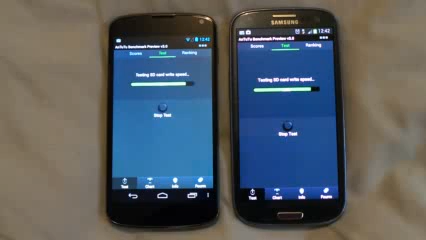 12:42
AnTuTu Benchmark Preview v3.0
Scores Test Ranking
Testing SD card write speed..
Stop Test
Test Chart Info Forum
SAMSUNG
12:42
AnTuTu Benchmark Preview v3.0
Scores Test Ranking
Testing SD card write speed..
Stop Test
Test Chart Info Forum